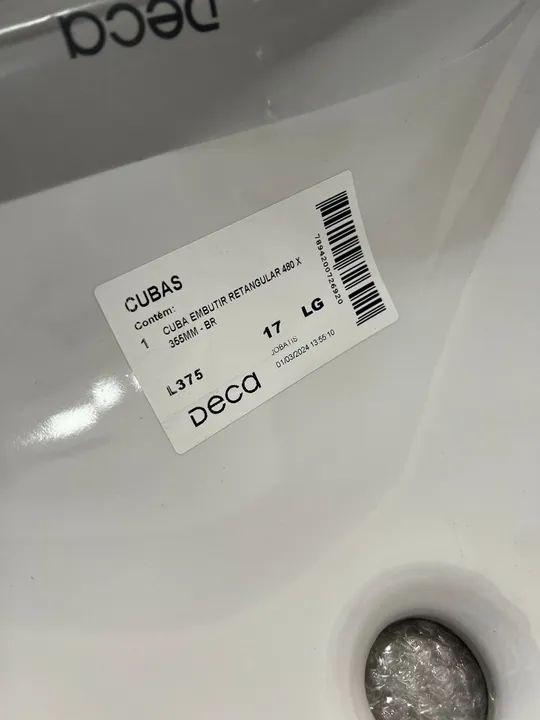 Deca
CUBAS
Contém:
1 CUBA EMBUTIR RETANGULAR 480 X
355MM - BR
L375
17 LG
JOBATIS
01/03/2024 13:55:10
Deca
7894200726920